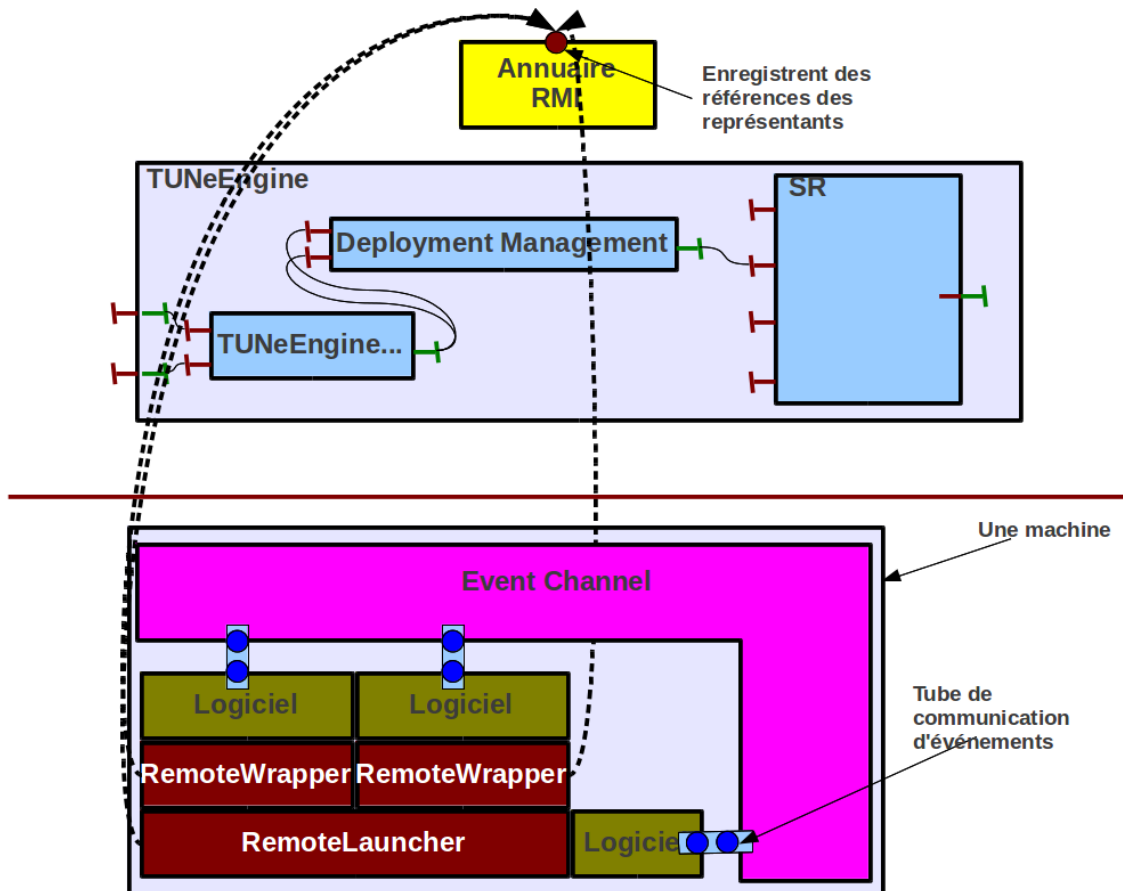 Annuaire
RMI
Enregistrent des
références des
représentants
TUNeEngine
SR
Deployment Management
TUNeEngine...
Une machine
Event Channel
Logiciel
Logiciel
Tube de
communication
d'événements
RemoteWrapper
RemoteWrapper
RemoteLauncher
Logiciel